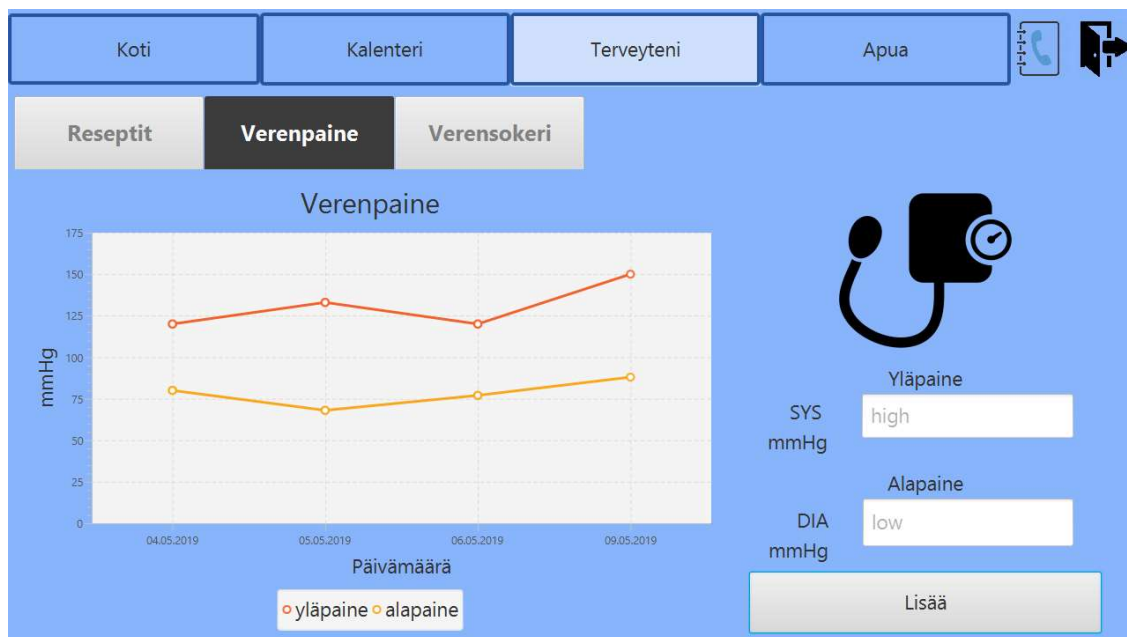 Koti
Kalenteri
Terveyteni
Apua
Reseptit
Verenpaine
Verensokeri
Verenpaine
175
150
125
100
75
50
25
0
mmHg
04.05.2019
05.05.2019
06.05.2019
09.05.2019
Päivämäärä
yläpaine
alapaine
Yläpaine
SYS
mmHg
high
Alapaine
DIA
mmHg
low
Lisää